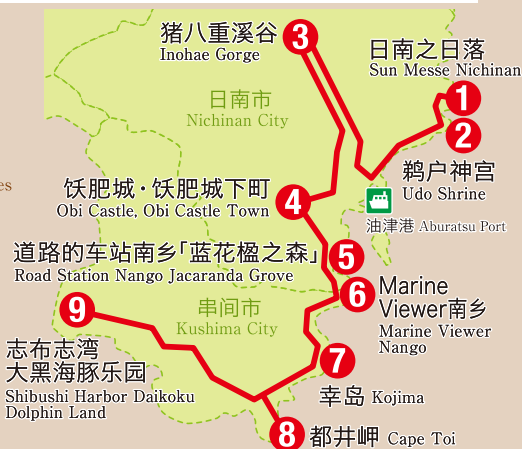 猪八重溪谷
Inohae Gorge
3
日南之日落
Sun Messe Nichinan
1
2
日南市
Nichinan City
鹈户神宫
Udo Shrine
饫肥城·饫肥城下町
Obi Castle, Obi Castle Town
4
油津港 Aburatsu Port
道路的车站南乡「蓝花楹之森」
Road Station Nango Jacaranda Grove
5
6
Marine
Viewer南乡
Marine Viewer
Nango
9
串间市
Kushima City
志布志湾
大黑海豚乐园
Shibushi Harbor Daikoku
Dolphin Land
7
幸岛 Kojima
8
都井岬 Cape Toi
es